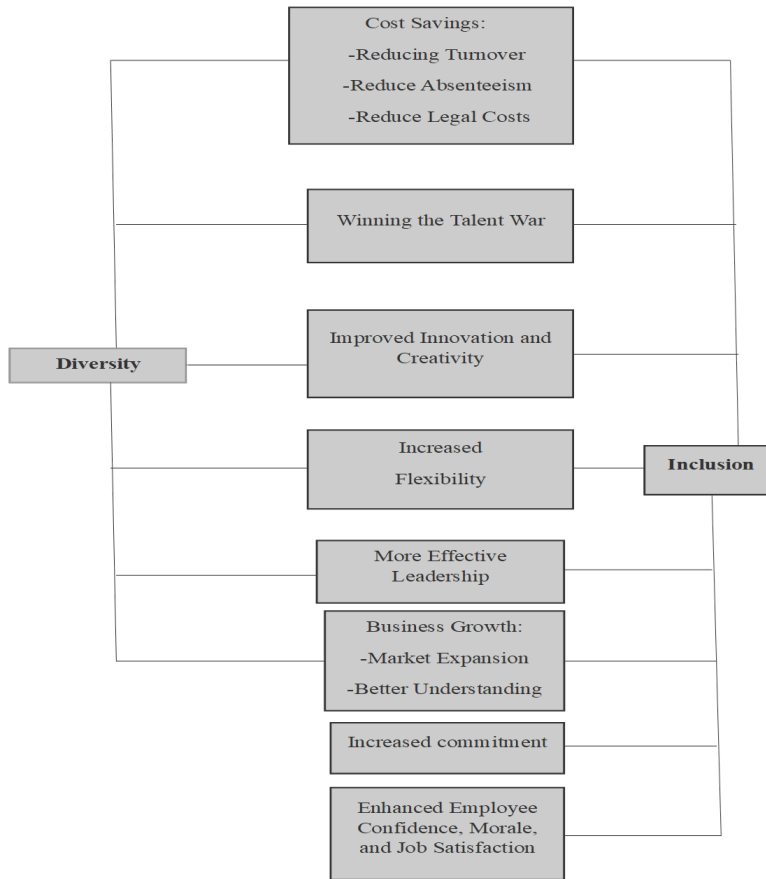 Cost Savings:
-Reducing Turnover
-Reduce Absenteeism
-Reduce Legal Costs
Winning the Talent War
Improved Innovation and
Creativity
Diversity
Increased
Flexibility
Inclusion
More Effective
Leadership
Business Growth:
-Market Expansion
-Better Understanding
Increased commitment
Enhanced Employee
Confidence, Morale,
and Job Satisfaction